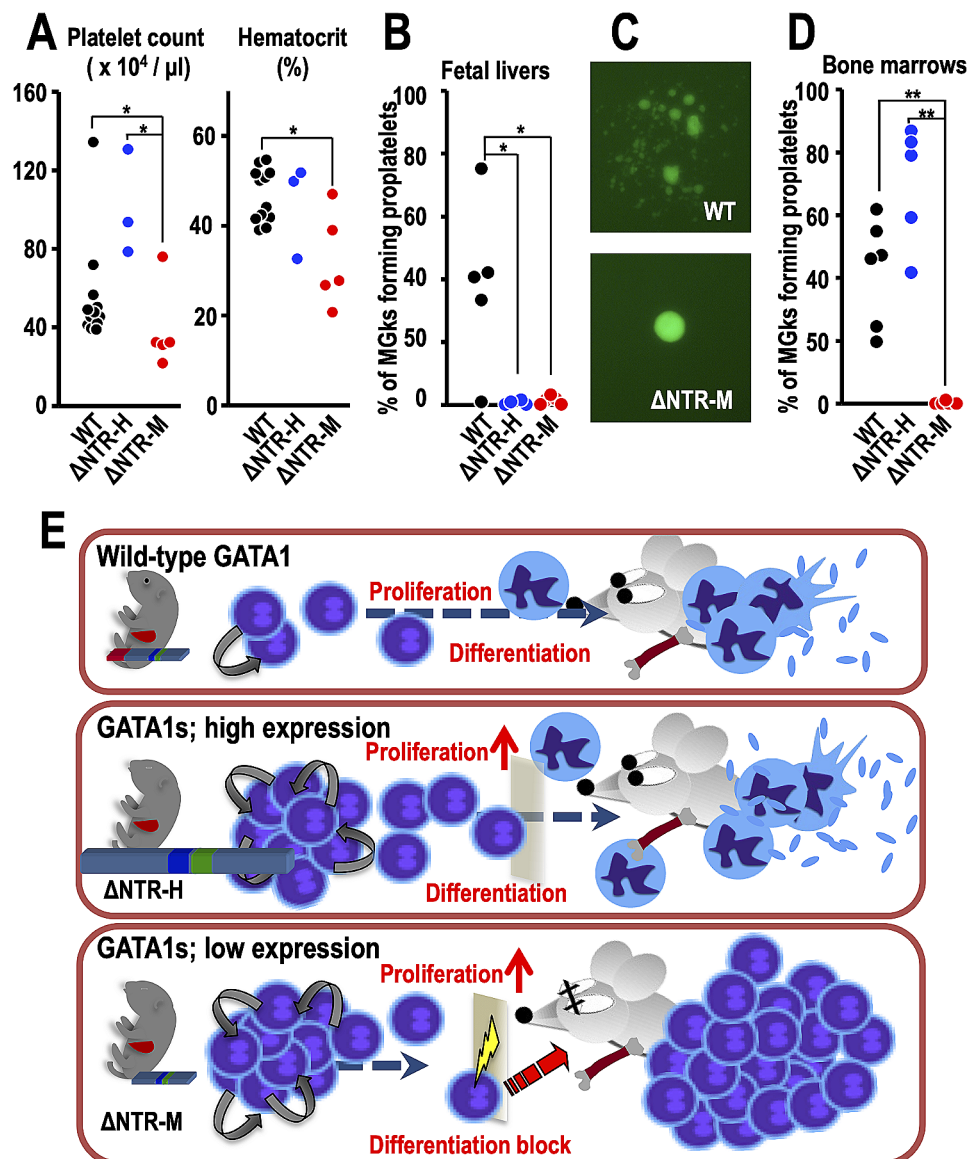 A
Platelet count
( x 10⁴ / µl)
*
*
160
120
80
40
0
WT
ΔNTR-H
ΔNTR-M
Hematocrit
(%)
*
60
40
20
0
WT
ΔNTR-H
ΔNTR-M
B
Fetal livers
% of MGKs forming proplatelets
*
*
100
80
60
40
50
0
WT
ΔNTR-H
ΔNTR-M
C
WT
ΔNTR-M
D
Bone marrows
% of MGKs forming proplatelets
**
**
100
80
60
40
50
0
WT
ΔNTR-H
ΔNTR-M
E
Wild-type GATA1
Proliferation
Differentiation
GATA1s; high expression
Proliferation
Differentiation
ΔNTR-H
GATA1s; low expression
Proliferation
Differentiation block
ΔNTR-M